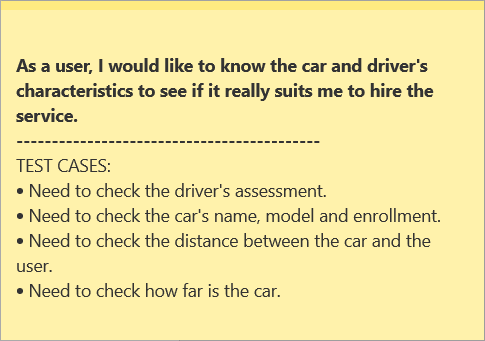 As a user, I would like to know the car and driver's
characteristics to see if it really suits me to hire the
service.
-------------------------------------------
TEST CASES:
• Need to check the driver's assessment.
• Need to check the car's name, model and enrollment.
• Need to check the distance between the car and the
user.
• Need to check how far is the car.